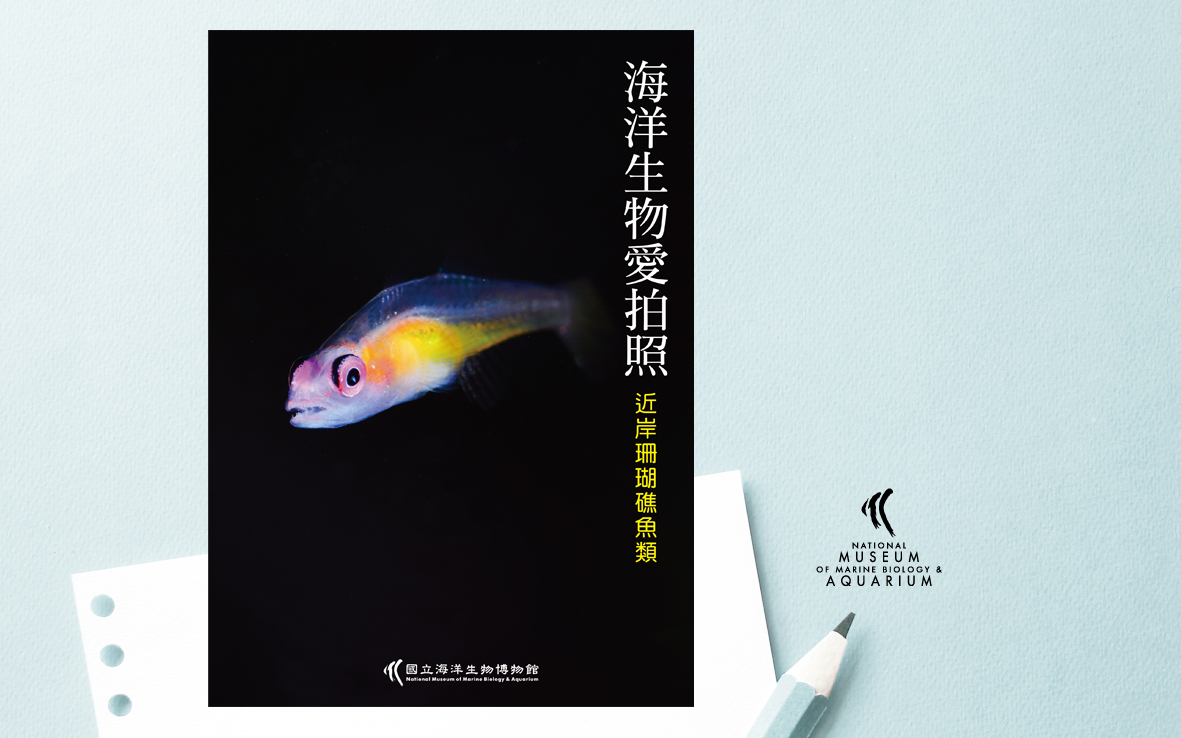 海洋生物愛拍照
近岸珊瑚礁魚類
國立海洋生物博物館
National Museum of Marine Biology & Aquarium
NATIONAL
MUSEUM
OF MARINE BIOLOGY &
AQUARIUM